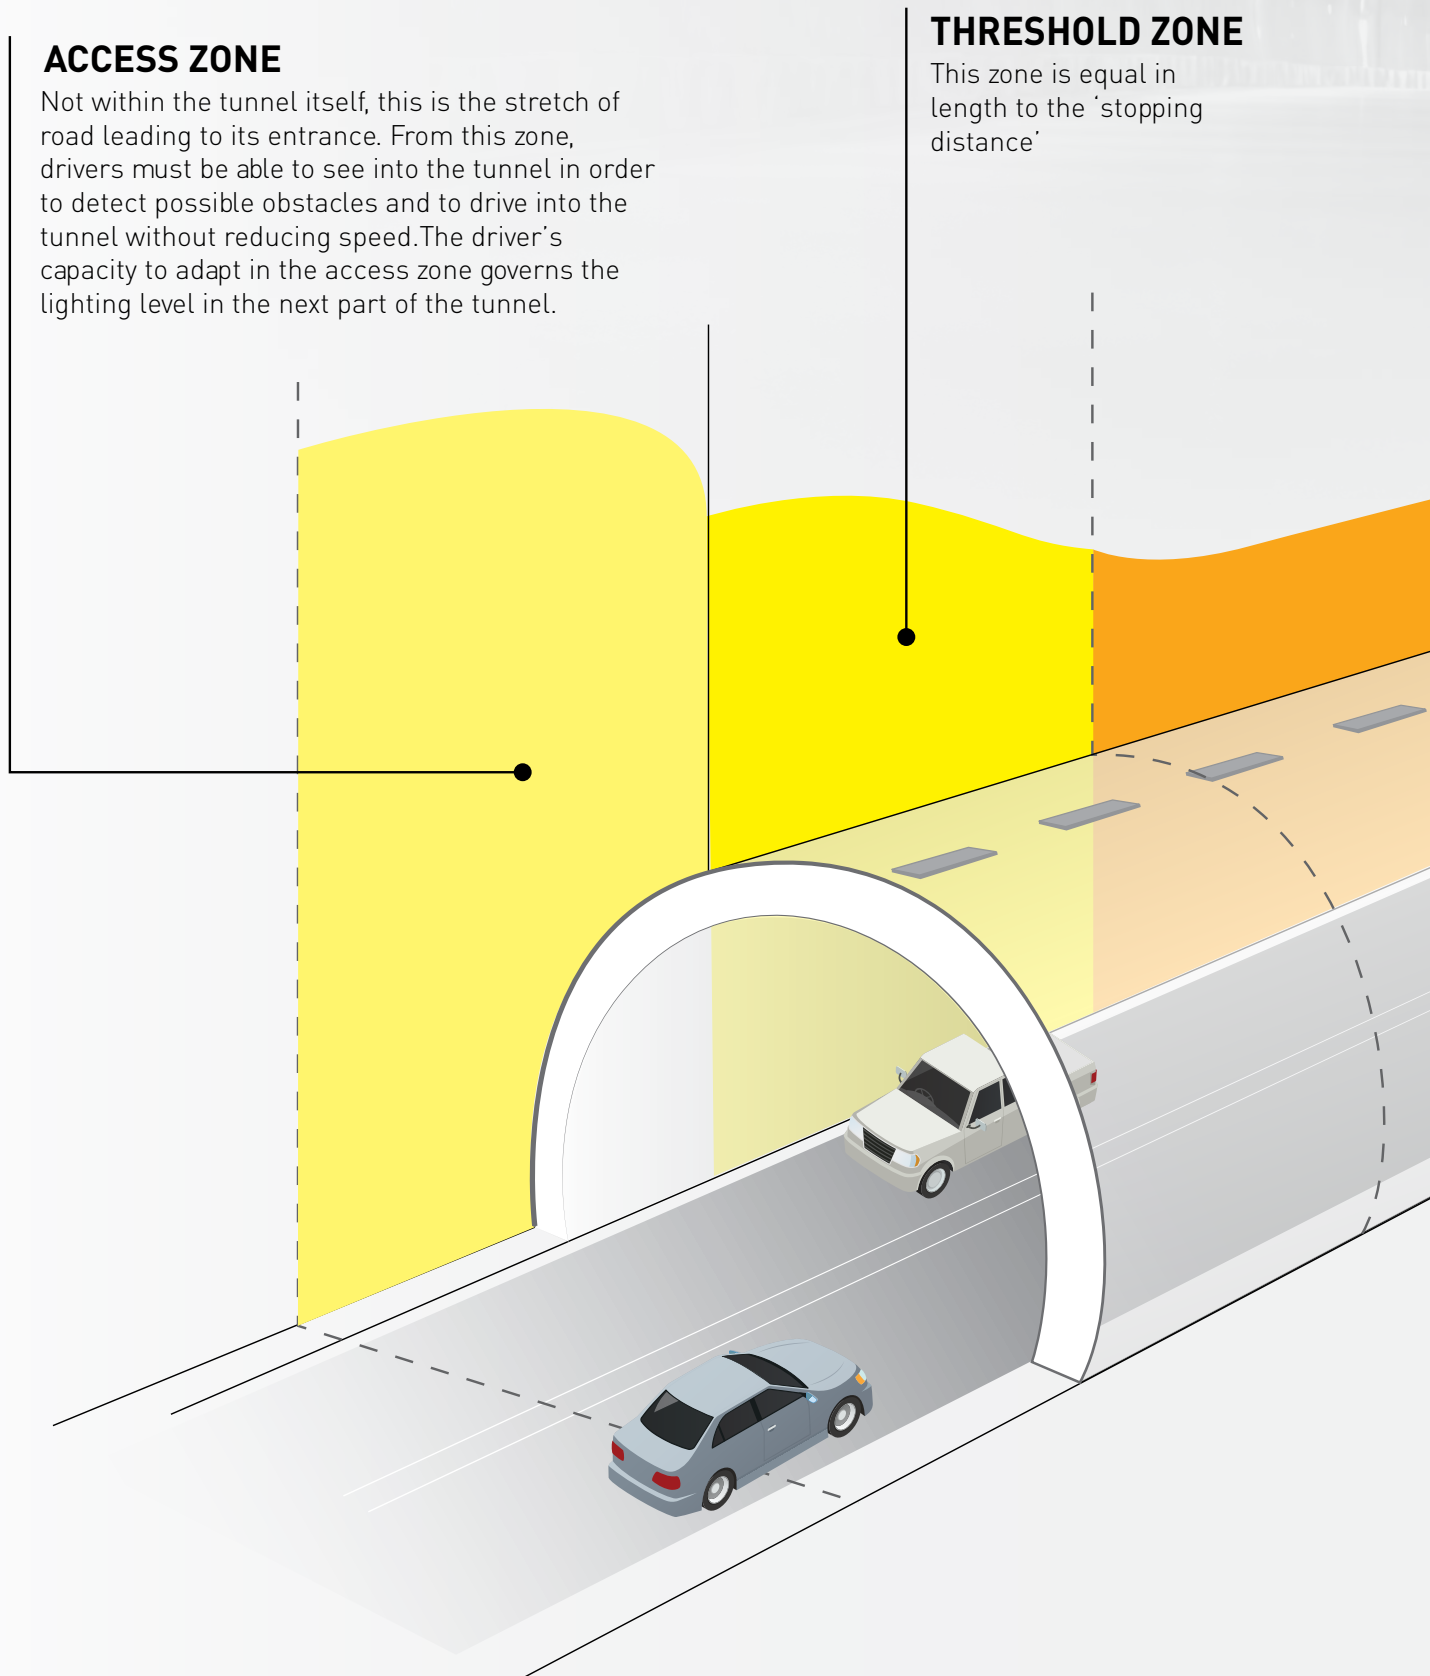 ACCESS ZONE
Not within the tunnel itself, this is the stretch of
road leading to its entrance. From this zone,
drivers must be able to see into the tunnel in order
to detect possible obstacles and to drive into the
tunnel without reducing speed.The driver’s
capacity to adapt in the access zone governs the
lighting level in the next part of the tunnel.
THRESHOLD ZONE
This zone is equal in
length to the ‘stopping
distance’